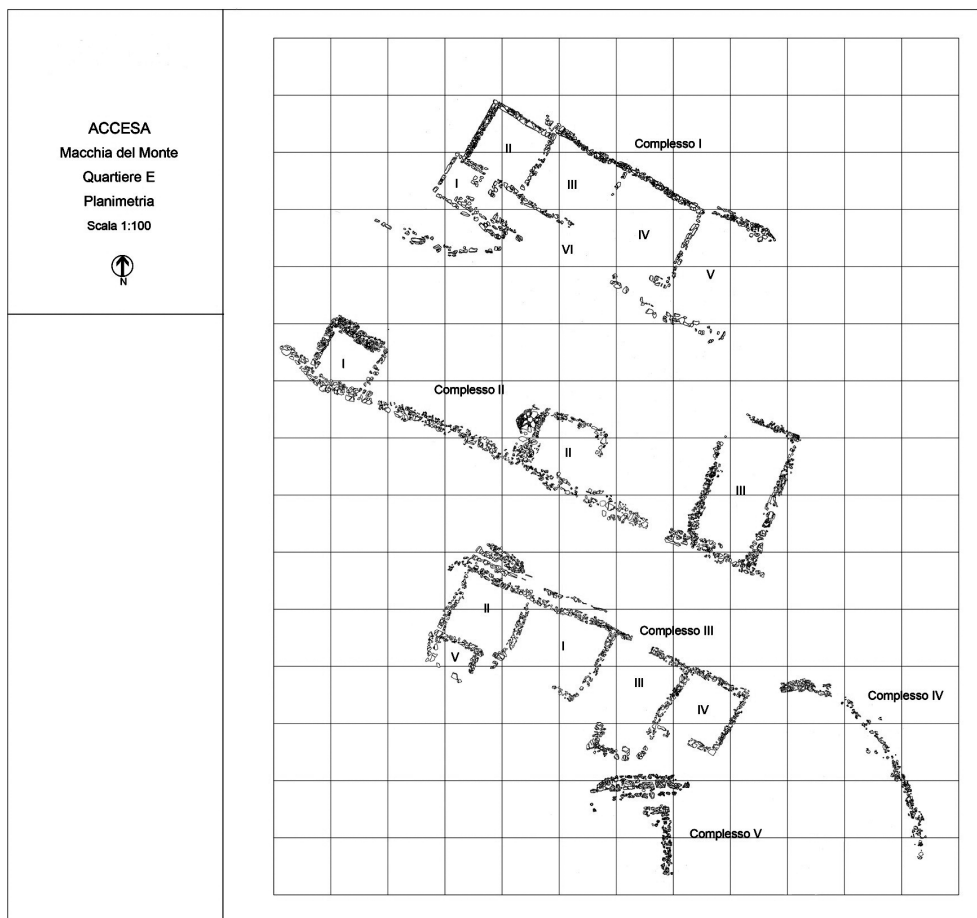 ACCESA
Macchia del Monte
Quartiere E
Planimetria
Scala 1:100
N
Complesso I
II
I
III
IV
VI
V
I
Complesso II
II
III
II
Complesso III
I
V
III
IV
Complesso IV
Complesso V